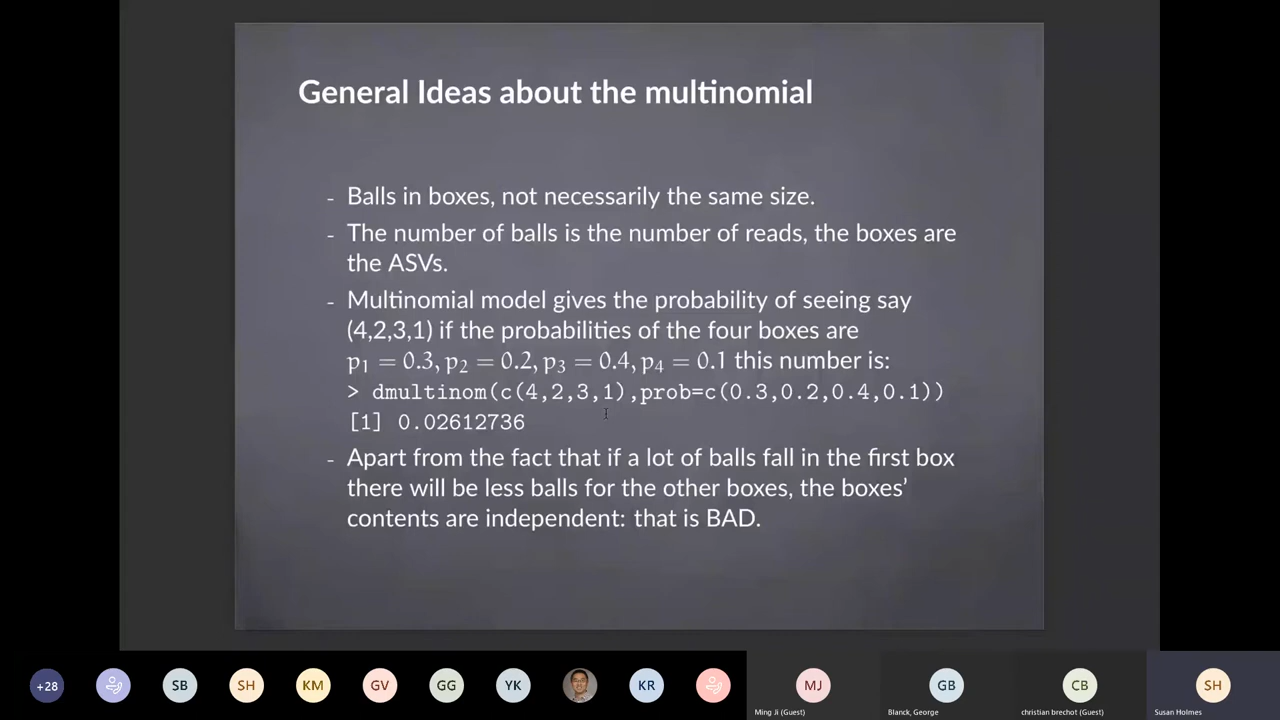 General Ideas about the multinomial
- Balls in boxes, not necessarily the same size.
- The number of balls is the number of reads, the boxes are
the ASVs.
- Multinomial model gives the probability of seeing say
(4,2,3,1) if the probabilities of the four boxes are
p₁ = 0.3, p₂ = 0.2, p₃ = 0.4, p₄ = 0.1 this number is:
> dmultinom(c(4,2,3,1),prob=c(0.3,0.2,0.4,0.1))
[1] 0.02612736
- Apart from the fact that if a lot of balls fall in the first box
there will be less balls for the other boxes, the boxes’
contents are independent: that is BAD.
+28 SB SH KM GV GG YK KR MJ GB CB SH
Ming Ji (Guest) Blanck, George christian brechot (Guest) Susan Holmes